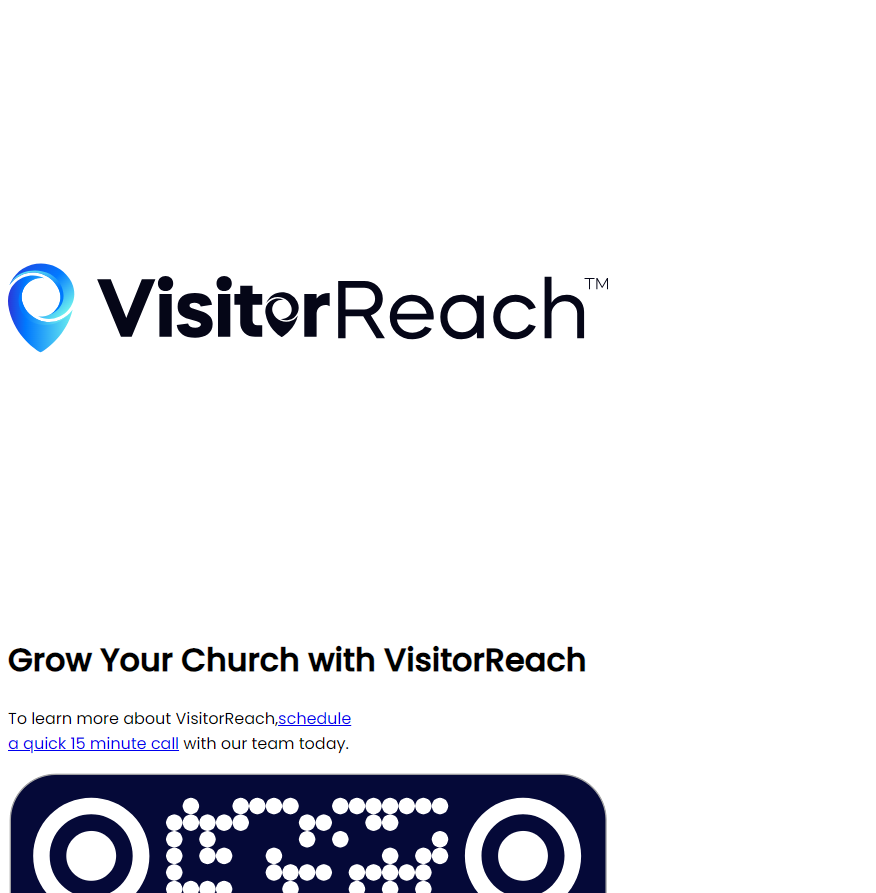 VisitorReach™
Grow Your Church with VisitorReach
To learn more about VisitorReach,schedule
a quick 15 minute call with our team today.